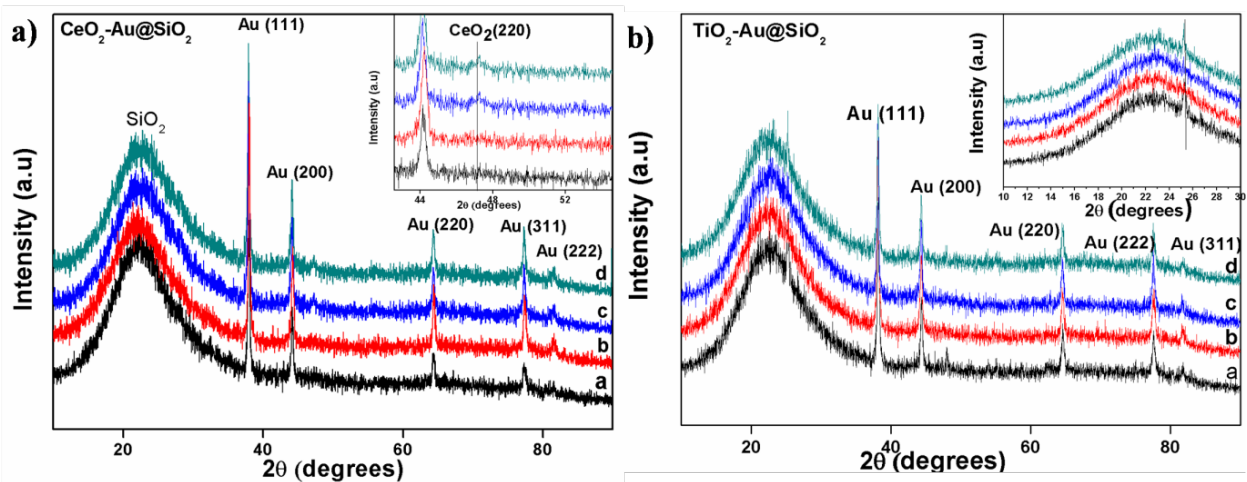 a)
CeO2-Au@SiO2
Au (111)
SiO2
Au (200)
Au (220)
Au (311)
Au (222)
d
c
b
a
Intensity (a.u)
20
40
60
80
2θ (degrees)
CeO2(220)
Intensity (a.u)
44
48
52
2θ (degrees)
b)
TiO2-Au@SiO2
Au (111)
Au (200)
Au (220)
Au (222)
Au (311)
d
c
b
a
Intensity (a.u)
20
40
60
80
2θ (degrees)
Intensity (a.u)
10 12 14 16 18 20 22 24 26 28 30
2θ (degrees)